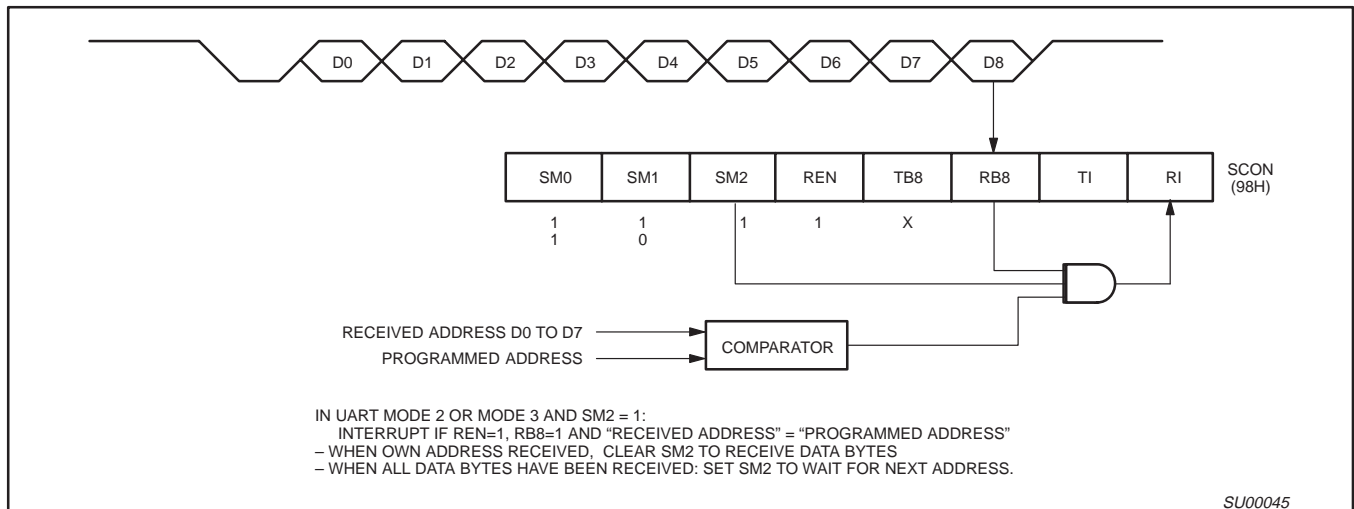 D0 D1 D2 D3 D4 D5 D6 D7 D8
SM0 SM1 SM2 REN TB8 RB8 TI RI
SCON
(98H)
1 1 1 1 X
1 0
RECEIVED ADDRESS D0 TO D7
PROGRAMMED ADDRESS
COMPARATOR
IN UART MODE 2 OR MODE 3 AND SM2 = 1:
INTERRUPT IF REN=1, RB8=1 AND “RECEIVED ADDRESS” = “PROGRAMMED ADDRESS”
– WHEN OWN ADDRESS RECEIVED, CLEAR SM2 TO RECEIVE DATA BYTES
– WHEN ALL DATA BYTES HAVE BEEN RECEIVED: SET SM2 TO WAIT FOR NEXT ADDRESS.
SU00045